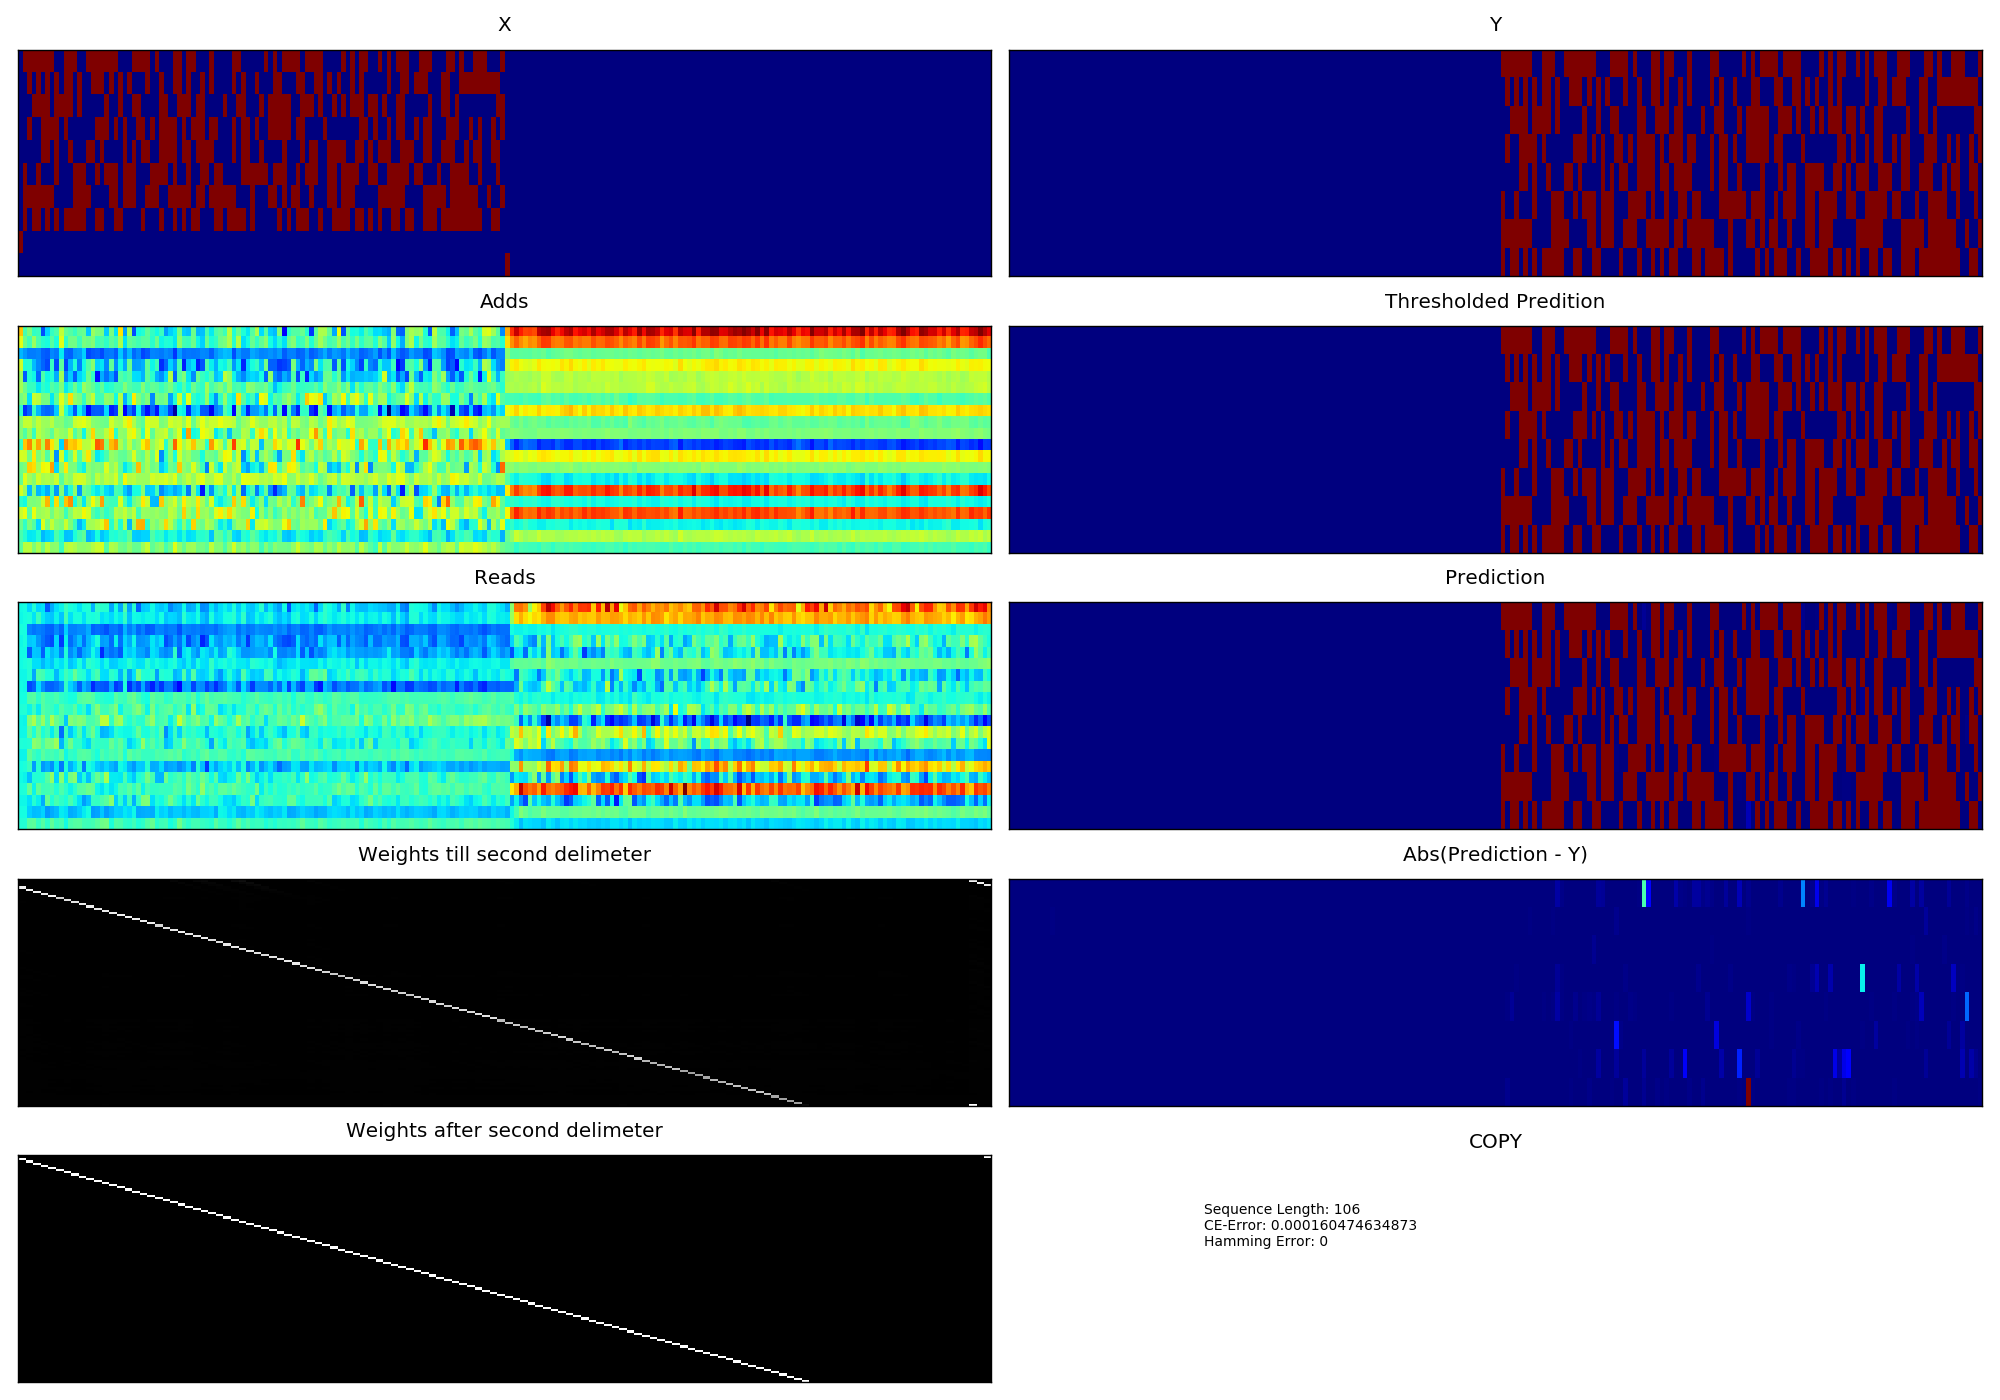 X
Y
Adds
Thresholded Predition
Reads
Prediction
Weights till second delimeter
Abs(Prediction - Y)
Weights after second delimeter
COPY
Sequence Length: 106
CE-Error: 0.000160474634873
Hamming Error: 0